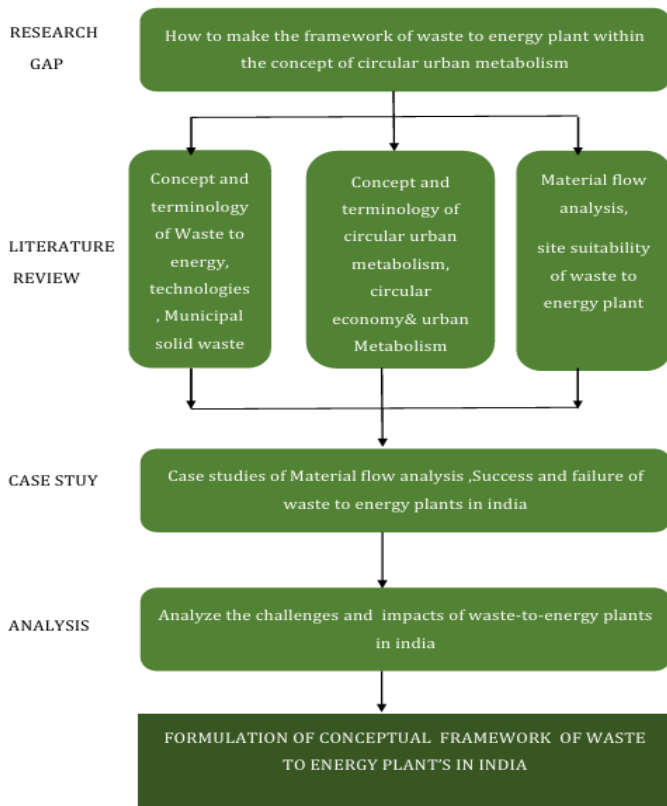 RESEARCH
GAP
How to make the framework of waste to energy plant within
the concept of circular urban metabolism
LITERATURE
REVIEW
Concept and
terminology
of Waste to
energy,
technologies
, Municipal
solid waste
Concept and
terminology of
circular urban
metabolism,
circular
economy& urban
Metabolism
Material flow
analysis,
site suitability
of waste to
energy plant
CASE STUY
Case studies of Material flow analysis ,Success and failure of
waste to energy plants in india
ANALYSIS
Analyze the challenges and impacts of waste-to-energy plants
in india
FORMULATION OF CONCEPTUAL FRAMEWORK OF WASTE
TO ENERGY PLANT'S IN INDIA